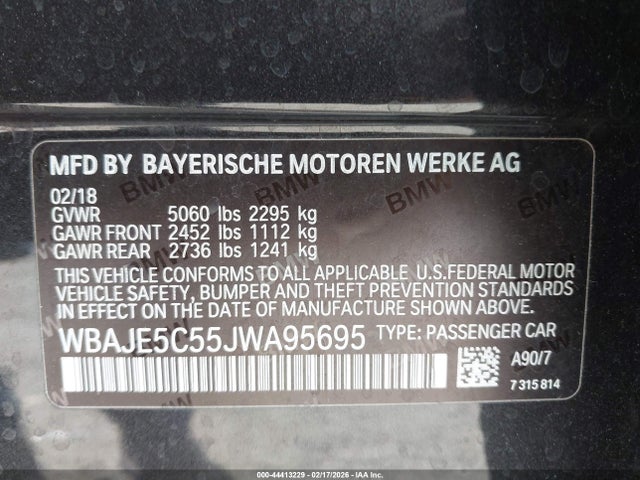 MFD BY BAYERISCHE MOTOREN WERKE AG
02/18
GVWR 5060 lbs 2295 kg
GAWR FRONT 2452 lbs 1112 kg
GAWR REAR 2736 lbs 1241 kg
THIS VEHICLE CONFORMS TO ALL APPLICABLE U.S.FEDERAL MOTOR
VEHICLE SAFETY, BUMPER AND THEFT PREVENTION STANDARDS
IN EFFECT ON THE DATE OF MANUFACTURE SHOWN ABOVE.
WBAJE5C55JWA95695 TYPE: PASSENGER CAR
A90/7
7 315 814
000-44413229 - 02/17/2026 - IAA Inc.